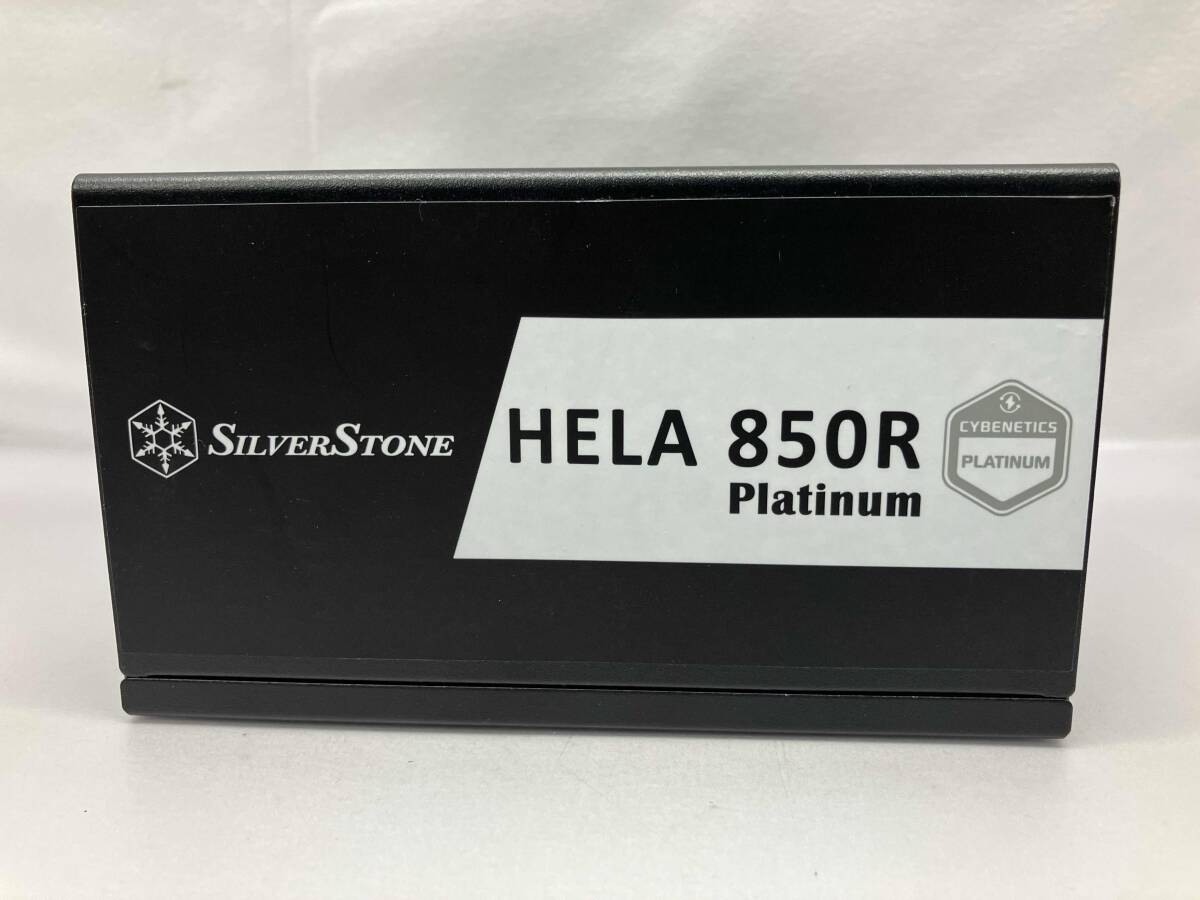 SILVERSTONE
HELA 850R
Platinum
CYBENETICS
PLATINUM